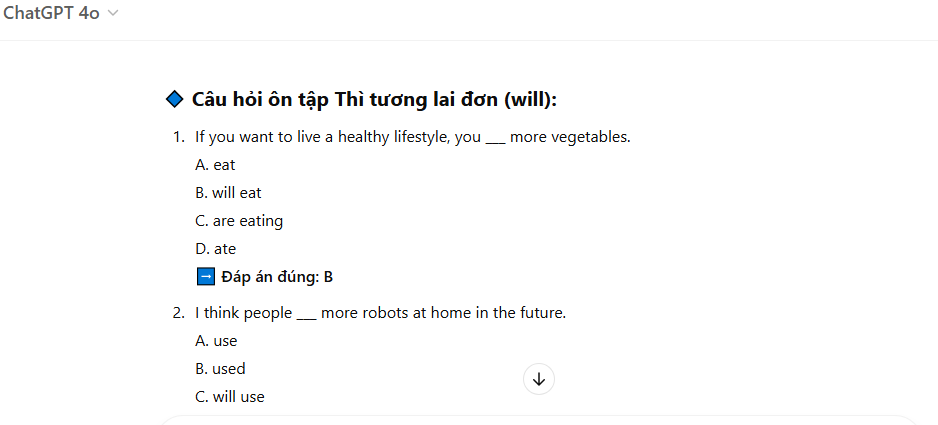 ChatGPT 4o
Câu hỏi ôn tập Thì tương lai đơn (will):
1. If you want to live a healthy lifestyle, you ___ more vegetables.
A. eat
B. will eat
C. are eating
D. ate
Đáp án đúng: B
2. I think people ___ more robots at home in the future.
A. use
B. used
C. will use